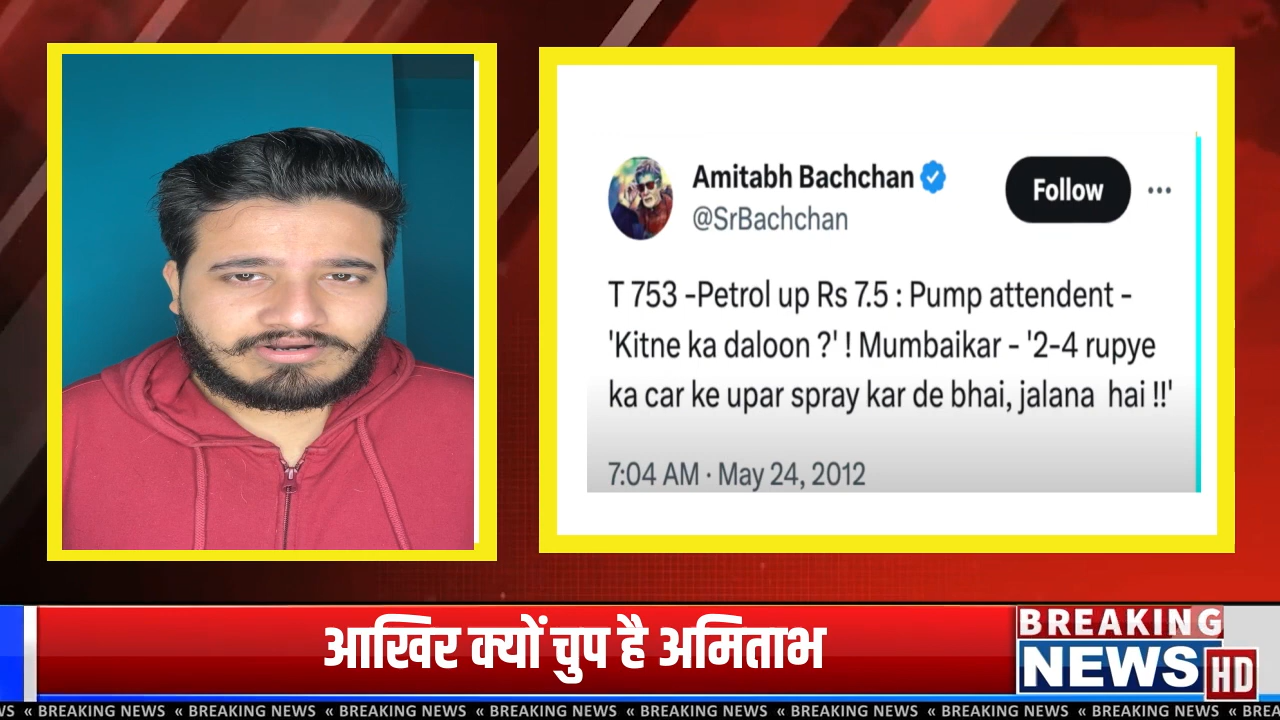 Amitabh Bachchan
@SrBachchan
Follow
T 753 -Petrol up Rs 7.5 : Pump attendent -
'Kitne ka daloon ?' ! Mumbaikar - '2-4 rupye
ka car ke upar spray kar de bhai, jalana hai !!'
7:04 AM · May 24, 2012
आखिर क्यों चुप है अमिताभ
BREAKING
NEWS HD
WS « BREAKING NEWS « BREAKING NEWS « BREAKING NEWS « BREAKING NEWS « BREAKING NEWS « BREAKING NEWS « BREAKING NEWS « BREAKING NEWS « BREA